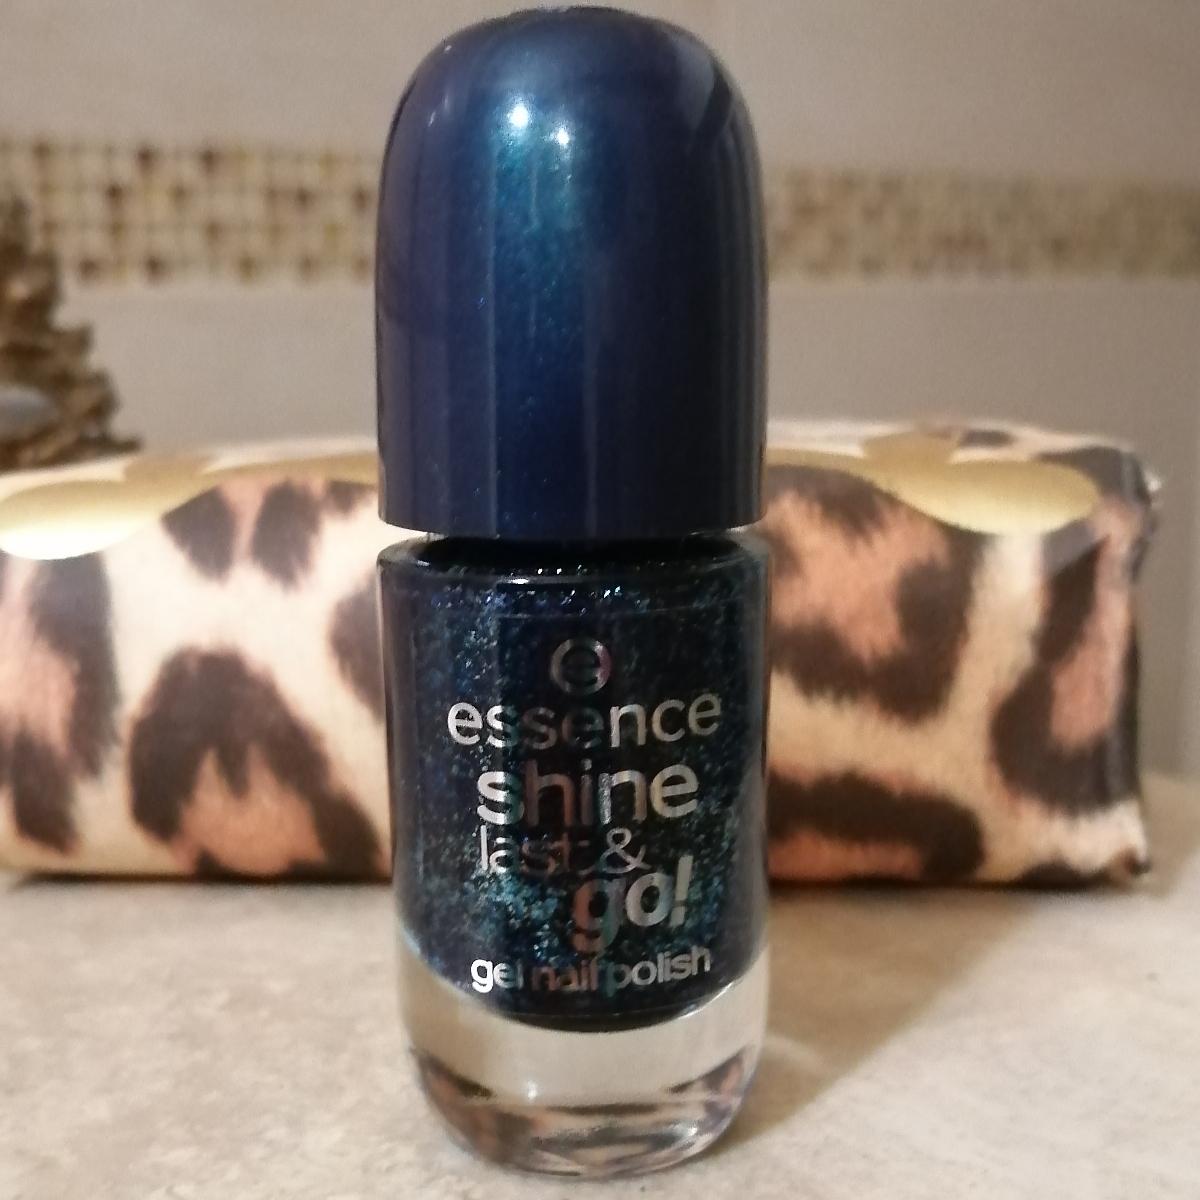 e
essence
shine
last &
go!
gel nail polish